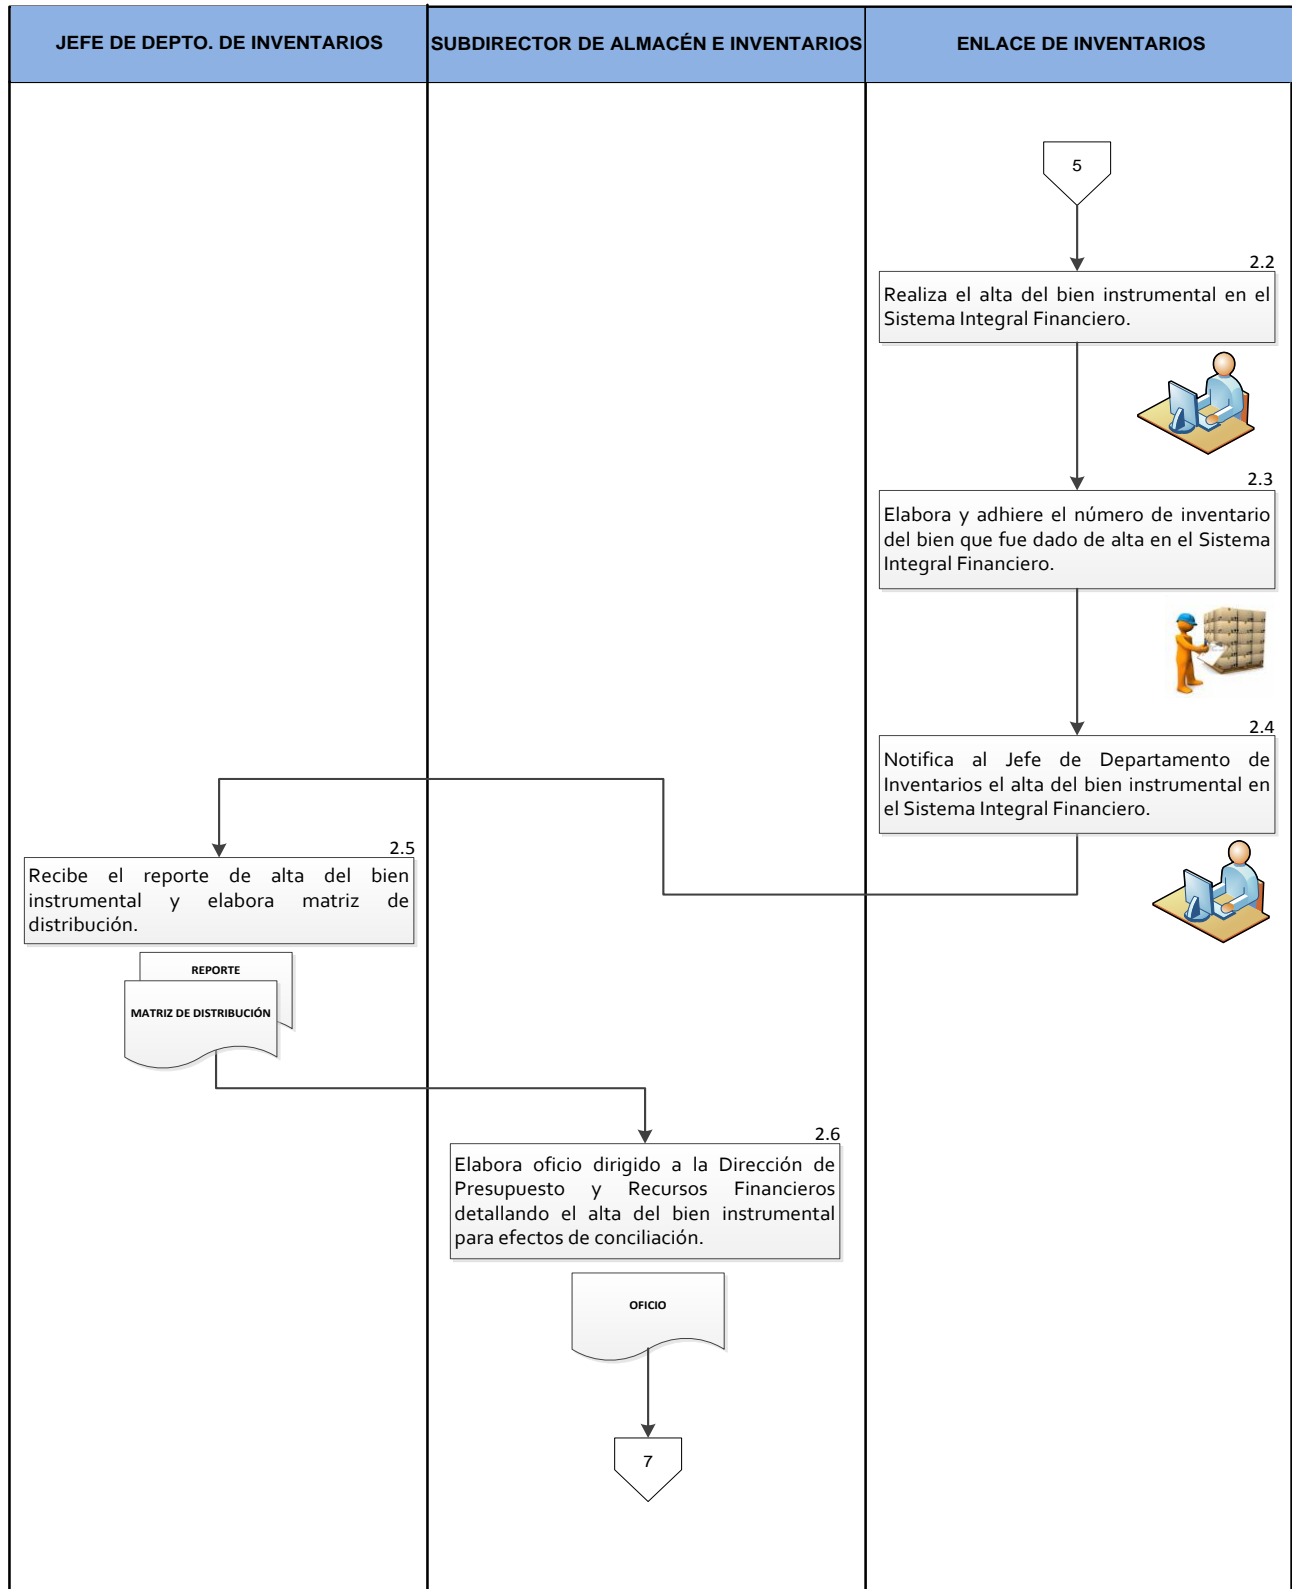 JEFE DE DEPTO. DE INVENTARIOS
SUBDIRECTOR DE ALMACÉN E INVENTARIOS
ENLACE DE INVENTARIOS
5
2.2
Realiza el alta del bien instrumental en el
Sistema Integral Financiero.
2.3
Elabora y adhiere el número de inventario
del bien que fue dado de alta en el Sistema
Integral Financiero.
2.4
Notifica al Jefe de Departamento de
Inventarios el alta del bien instrumental en
el Sistema Integral Financiero.
2.5
Recibe el reporte de alta del bien
instrumental y elabora matriz de
distribución.
REPORTE
MATRIZ DE DISTRIBUCIÓN
2.6
Elabora oficio dirigido a la Dirección de
Presupuesto y Recursos Financieros
detallando el alta del bien instrumental
para efectos de conciliación.
OFICIO
7